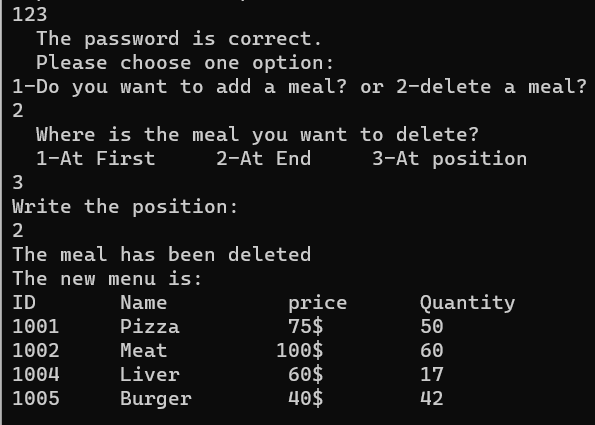 123
The password is correct.
Please choose one option:
1-Do you want to add a meal? or 2-delete a meal?
2
Where is the meal you want to delete?
1-At First 2-At End 3-At position
3
Write the position:
2
The meal has been deleted
The new menu is:
ID Name price Quantity
1001 Pizza 75$ 50
1002 Meat 100$ 60
1004 Liver 60$ 17
1005 Burger 40$ 42